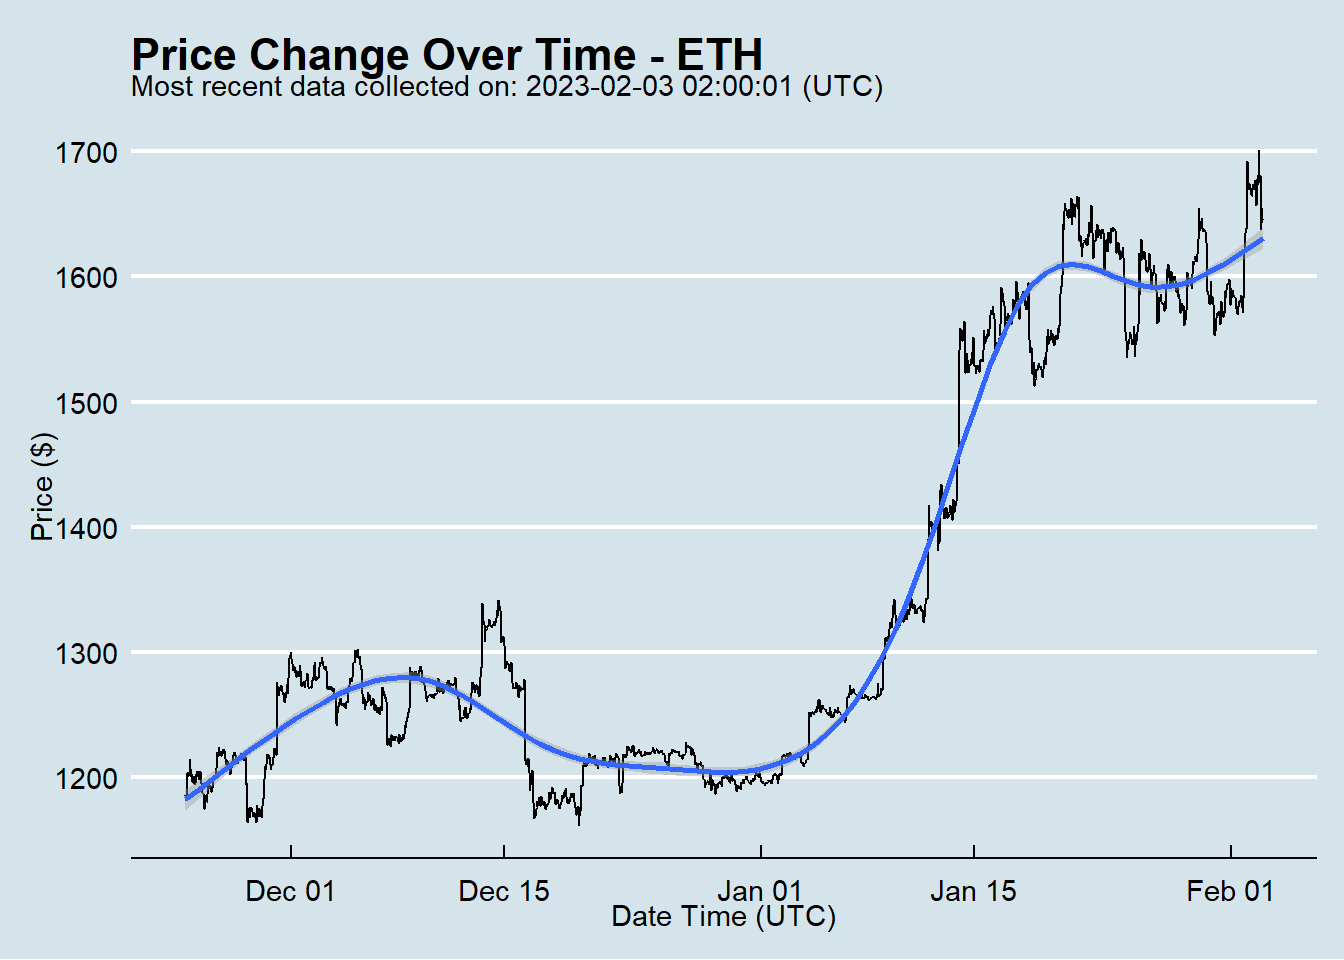 Price Change Over Time - ETH
Most recent data collected on: 2023-02-03 02:00:01 (UTC)
1700
1600
1500
1400
1300
1200
Price ($)
Dec 01
Dec 15
Jan 01
Jan 15
Feb 01
Date Time (UTC)